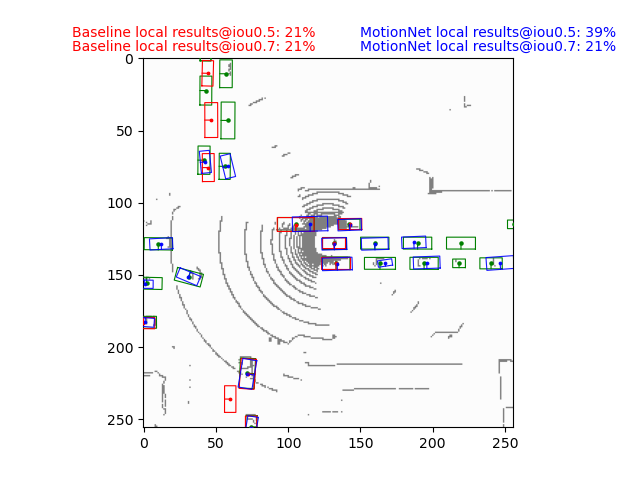 Baseline local results@iou0.5: 21%
Baseline local results@iou0.7: 21%
MotionNet local results@iou0.5: 39%
MotionNet local results@iou0.7: 21%
0
50
100
150
200
250
0 50 100 150 200 250